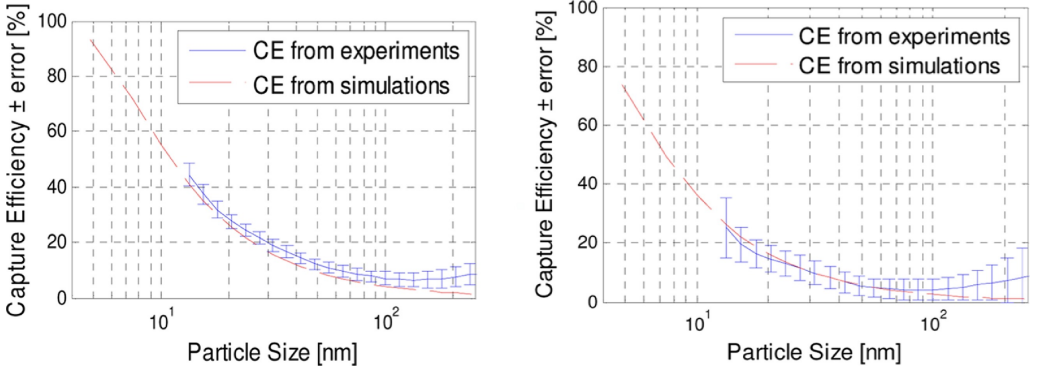 Capture Efficiency ± error [%]
100
80
60
40
20
0
10¹
10²
Particle Size [nm]
CE from experiments
CE from simulations
Capture Efficiency ± error [%]
100
80
60
40
20
0
10¹
10²
Particle Size [nm]
CE from experiments
CE from simulations